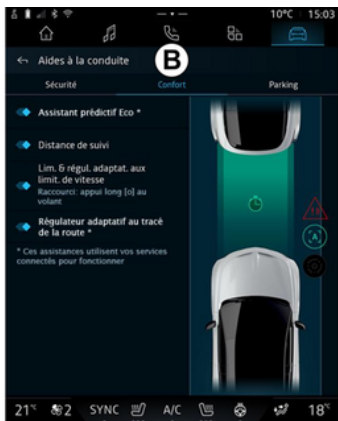 10°C 15:03
Aides à la conduite
B
Sécurité Confort Parking
Assistant prédictif Eco *
Distance de suivi
Lim. & régul. adaptat. aux
limit. de vitesse
Raccourci: appui long [o] au
volant
Régulateur adaptatif au tracé
de la route *
* Ces assistances utilisent vos services
connectés pour fonctionner
21°C 2 SYNC A/C 18°C